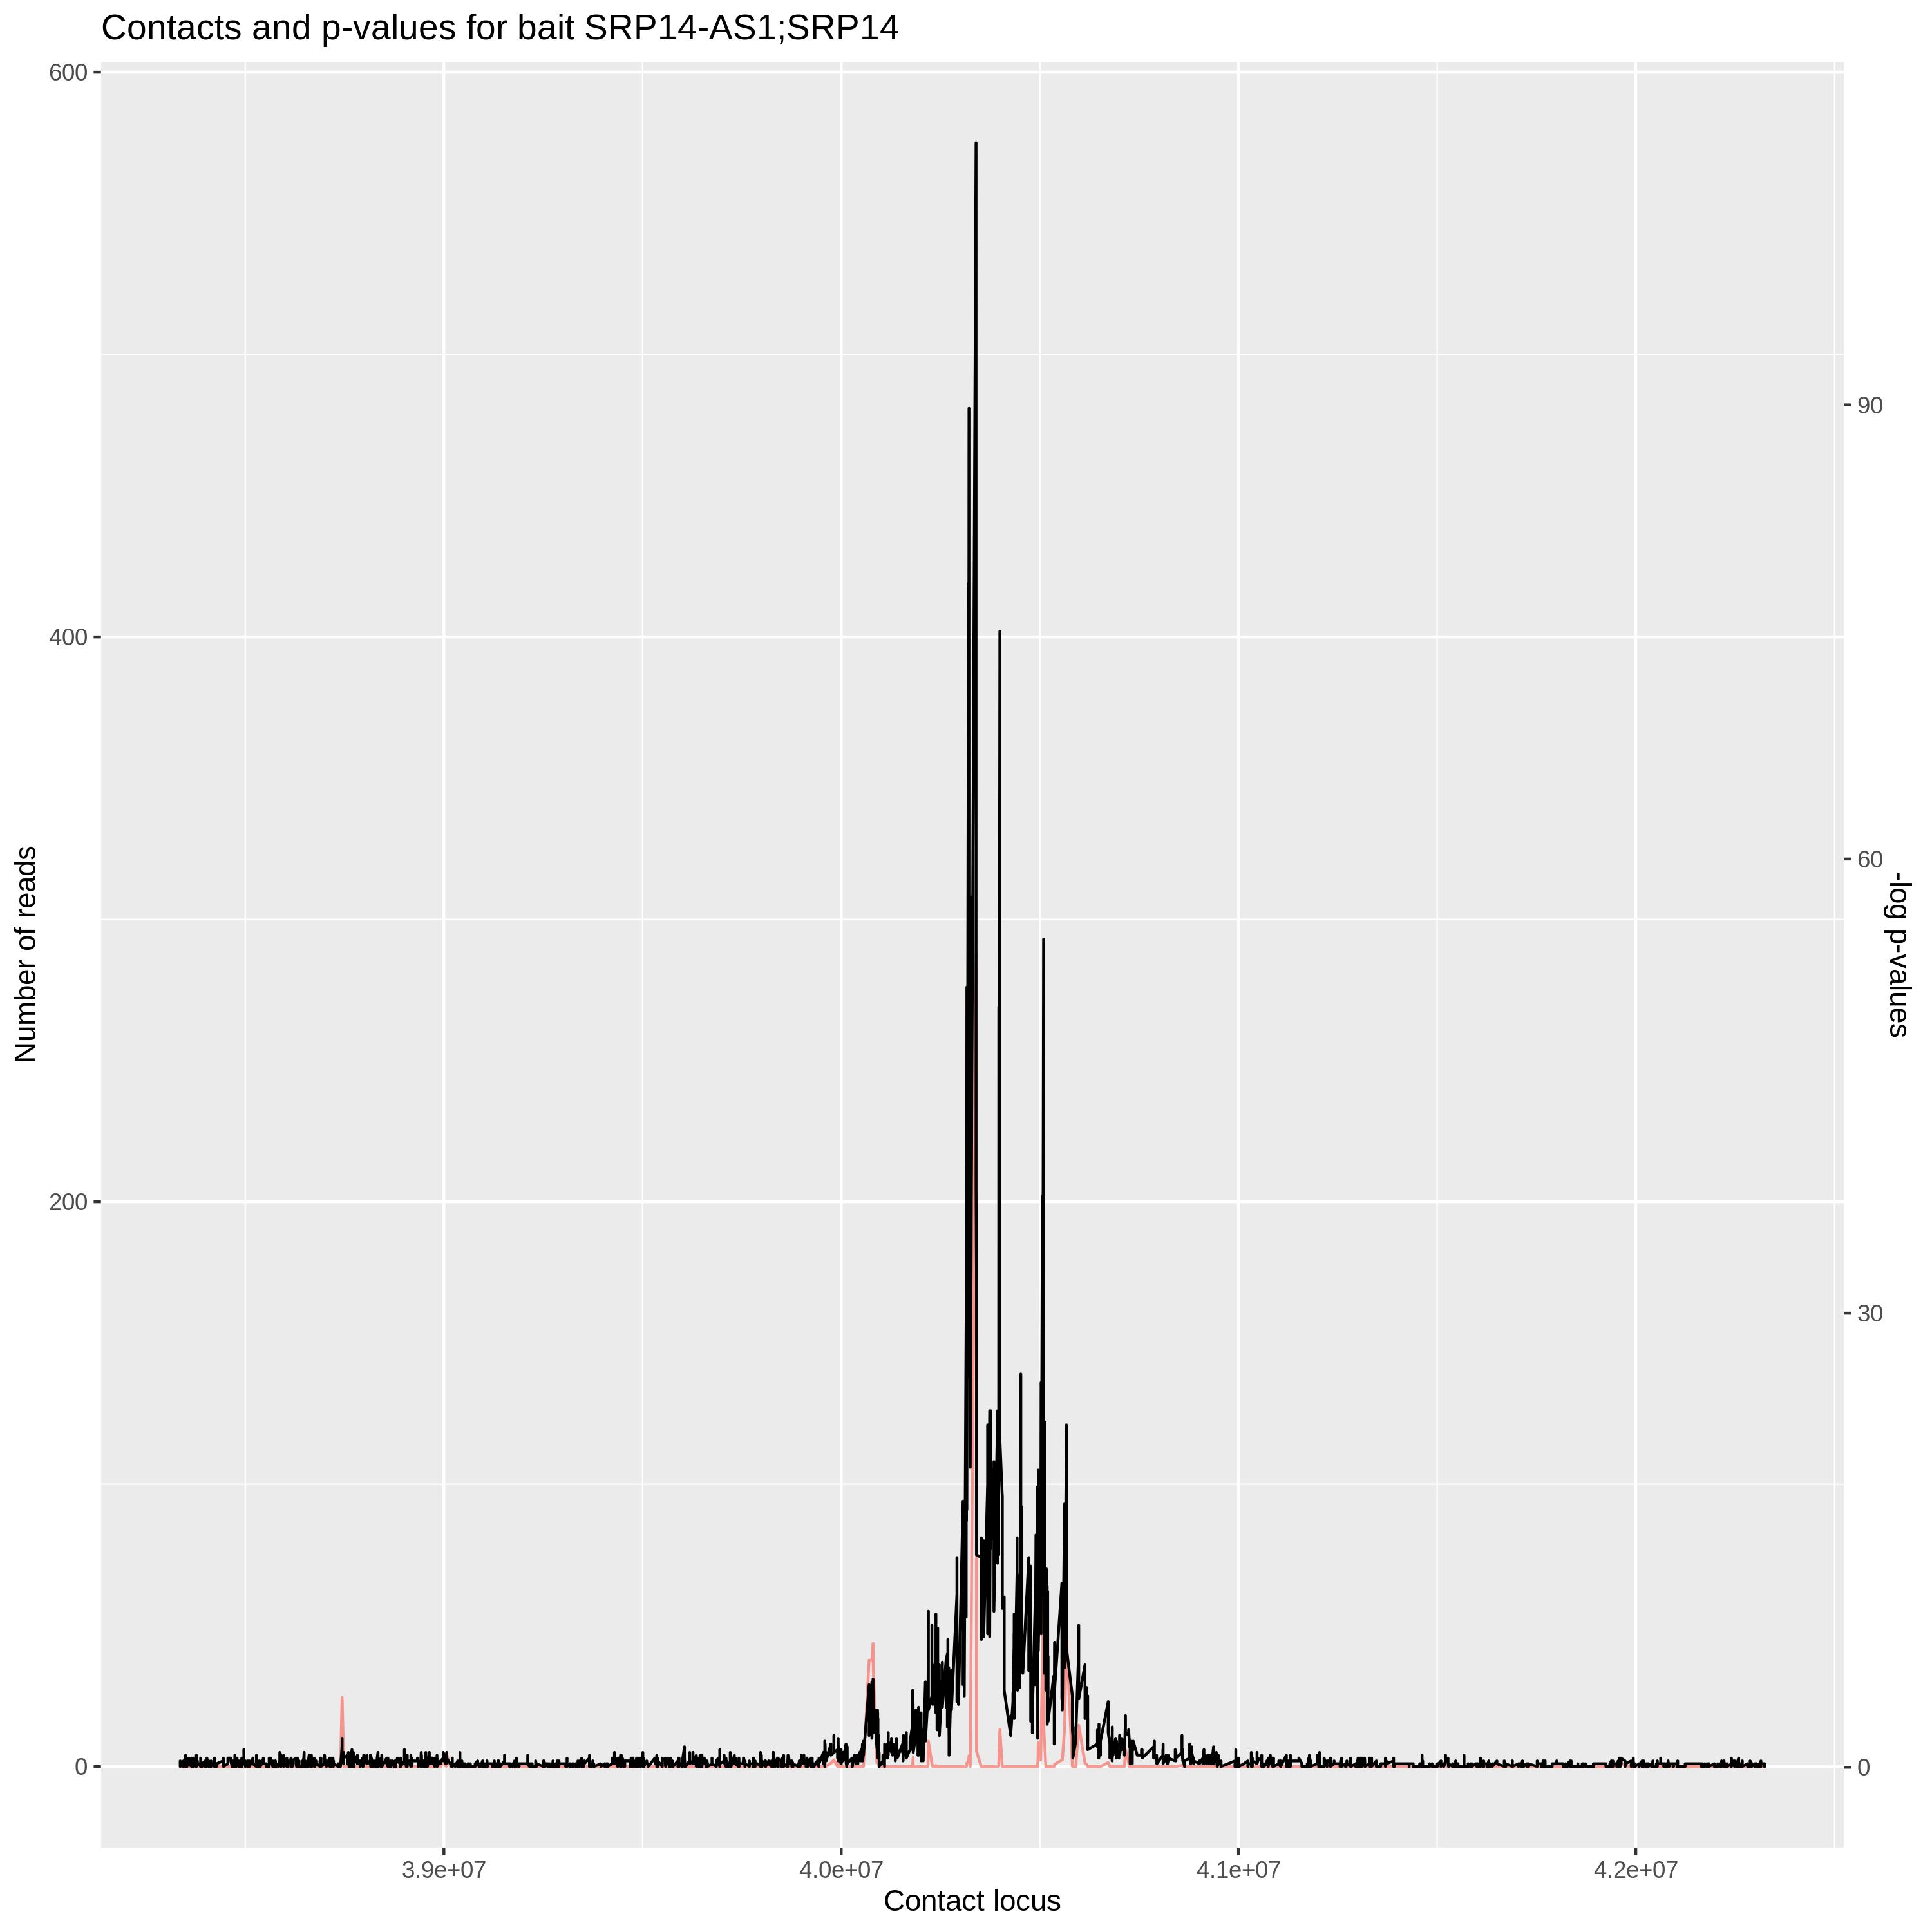 Contacts and p-values for bait SRP14-AS1;SRP14
600
400
200
0
Number of reads
90
60
30
0
-log p-values
3.9e+07 4.0e+07 4.1e+07 4.2e+07
Contact locus